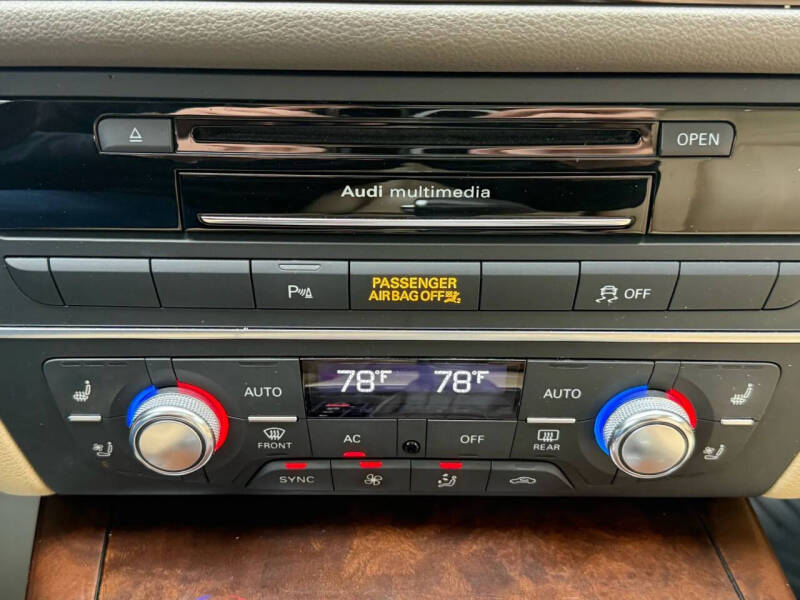 OPEN
Audi multimedia
P
PASSENGER
AIRBAG OFF
OFF
78°F 78°F
AUTO
AUTO
FRONT
AC
OFF
REAR
SYNC